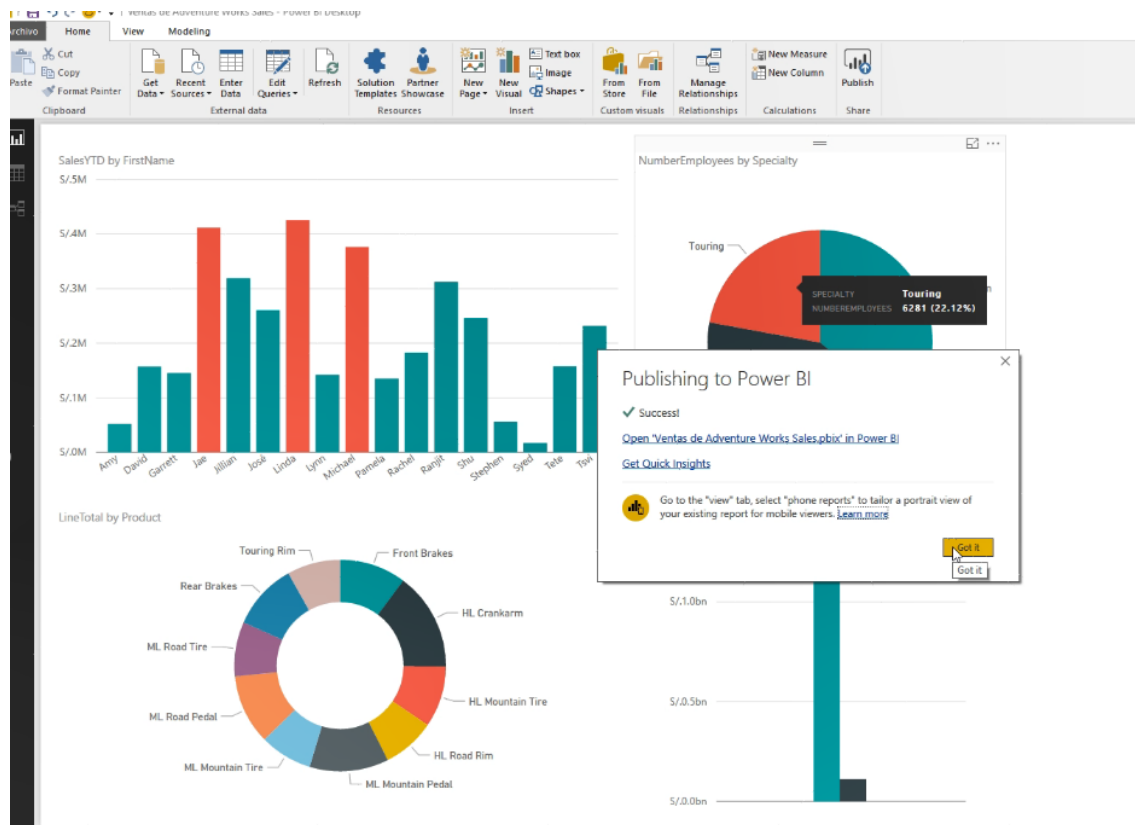 Ventas de Adventure Works Sales - Power BI Desktop
Archivo Home View Modeling
Paste
Cut
Copy
Format Painter
Clipboard
Get Data
Recent Sources
Enter Data
Edit Queries
Refresh
External data
Solution Templates
Partner Showcase
Resources
New Page
New Visual
Text box
Image
Shapes
Insert
From Store
From File
Custom visuals
Manage Relationships
Relationships
New Measure
New Column
Calculations
Publish
Share
SalesYTD by FirstName
S/.5M
S/.4M
S/.3M
S/.2M
S/.1M
S/.0M
Amy David Garrett Jae Jillian José Linda Lynn Michael Pamela Rachel Ranjit Shu Stephen Syed Tete Tsvi
NumberEmployees by Specialty
Touring
SPECIALTY Touring
NUMBEREMPLOYEES 6281 (22.12%)
Publishing to Power BI
Success!
Open 'Ventas de Adventure Works Sales.pbix' in Power BI
Get Quick Insights
Go to the "view" tab, select "phone reports" to tailor a portrait view of
your existing report for mobile viewers. Learn more
Got it
Got it
LineTotal by Product
Touring Rim
Front Brakes
Rear Brakes
HL Crankarm
ML Road Tire
HL Mountain Tire
ML Road Pedal
HL Road Rim
ML Mountain Tire
ML Mountain Pedal
S/.1.0bn
S/.0.5bn
S/.0.0bn